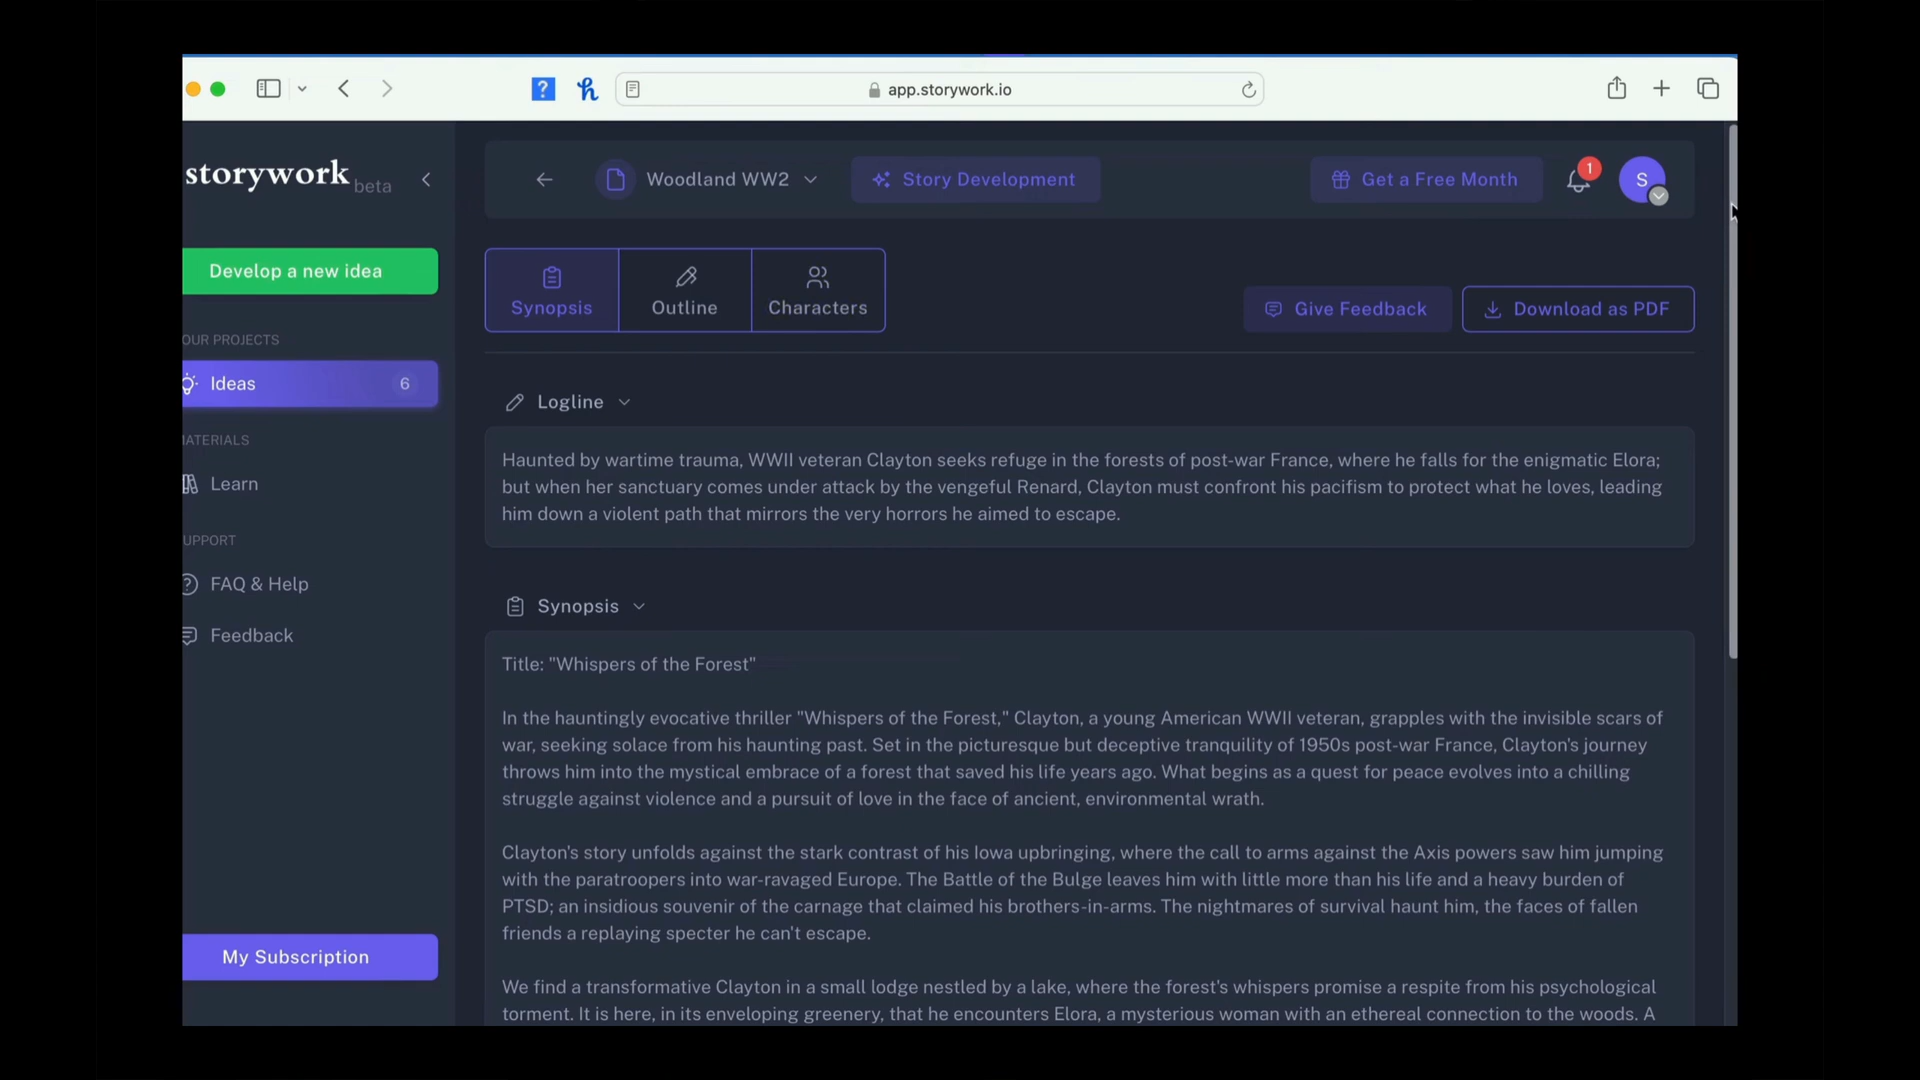 app.storywork.io
storywork beta
Woodland WW2
Story Development
Get a Free Month
1
S
Develop a new idea
Synopsis
Outline
Characters
Give Feedback
Download as PDF
OUR PROJECTS
Ideas 6
Logline
MATERIALS
Haunted by wartime trauma, WWII veteran Clayton seeks refuge in the forests of post-war France, where he falls for the enigmatic Elora;
but when her sanctuary comes under attack by the vengeful Renard, Clayton must confront his pacifism to protect what he loves, leading
him down a violent path that mirrors the very horrors he aimed to escape.
Learn
UPPORT
FAQ & Help
Feedback
Synopsis
Title: "Whispers of the Forest"
In the hauntingly evocative thriller "Whispers of the Forest," Clayton, a young American WWII veteran, grapples with the invisible scars of
war, seeking solace from his haunting past. Set in the picturesque but deceptive tranquility of 1950s post-war France, Clayton's journey
throws him into the mystical embrace of a forest that saved his life years ago. What begins as a quest for peace evolves into a chilling
struggle against violence and a pursuit of love in the face of ancient, environmental wrath.
Clayton's story unfolds against the stark contrast of his Iowa upbringing, where the call to arms against the Axis powers saw him jumping
with the paratroopers into war-ravaged Europe. The Battle of the Bulge leaves him with little more than his life and a heavy burden of
PTSD; an insidious souvenir of the carnage that claimed his brothers-in-arms. The nightmares of survival haunt him, the faces of fallen
friends a replaying specter he can't escape.
My Subscription
We find a transformative Clayton in a small lodge nestled by a lake, where the forest's whispers promise a respite from his psychological
torment. It is here, in its enveloping greenery, that he encounters Elora, a mysterious woman with an ethereal connection to the woods. A